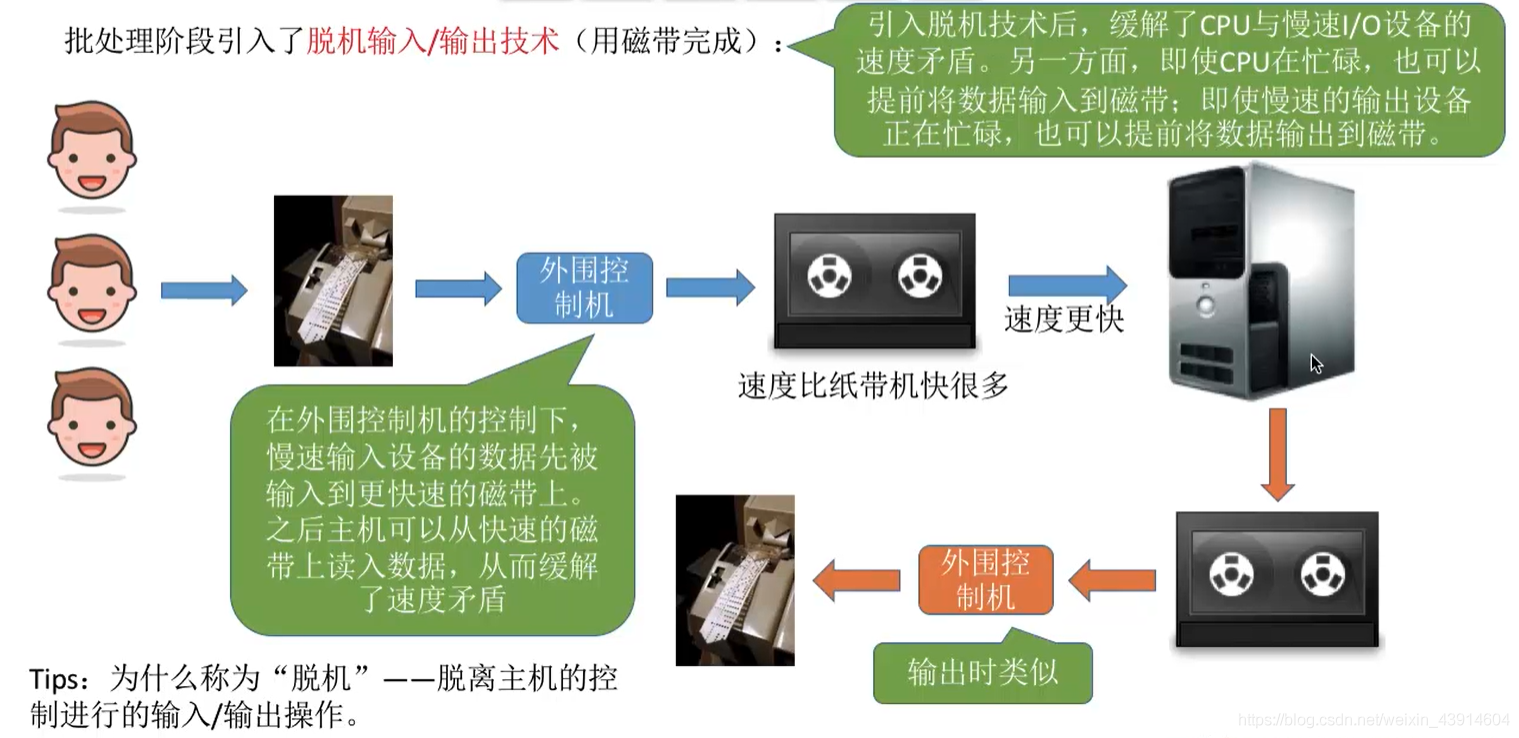 批处理阶段引入了脱机输入/输出技术（用磁带完成）：
引入脱机技术后，缓解了CPU与慢速I/O设备的
速度矛盾。另一方面，即使CPU在忙碌，也可以
提前将数据输入到磁带；即使慢速的输出设备
正在忙碌，也可以提前将数据输出到磁带。
外围控
制机
速度更快
速度比纸带机快很多
在外围控制机的控制下，
慢速输入设备的数据先被
输入到更快速的磁带上。
之后主机可以从快速的磁
带上读入数据，从而缓解
了速度矛盾
外围控
制机
输出时类似
Tips：为什么称为“脱机”——脱离主机的控
制进行的输入/输出操作。
https://blog.csdn.net/weixin_43914604